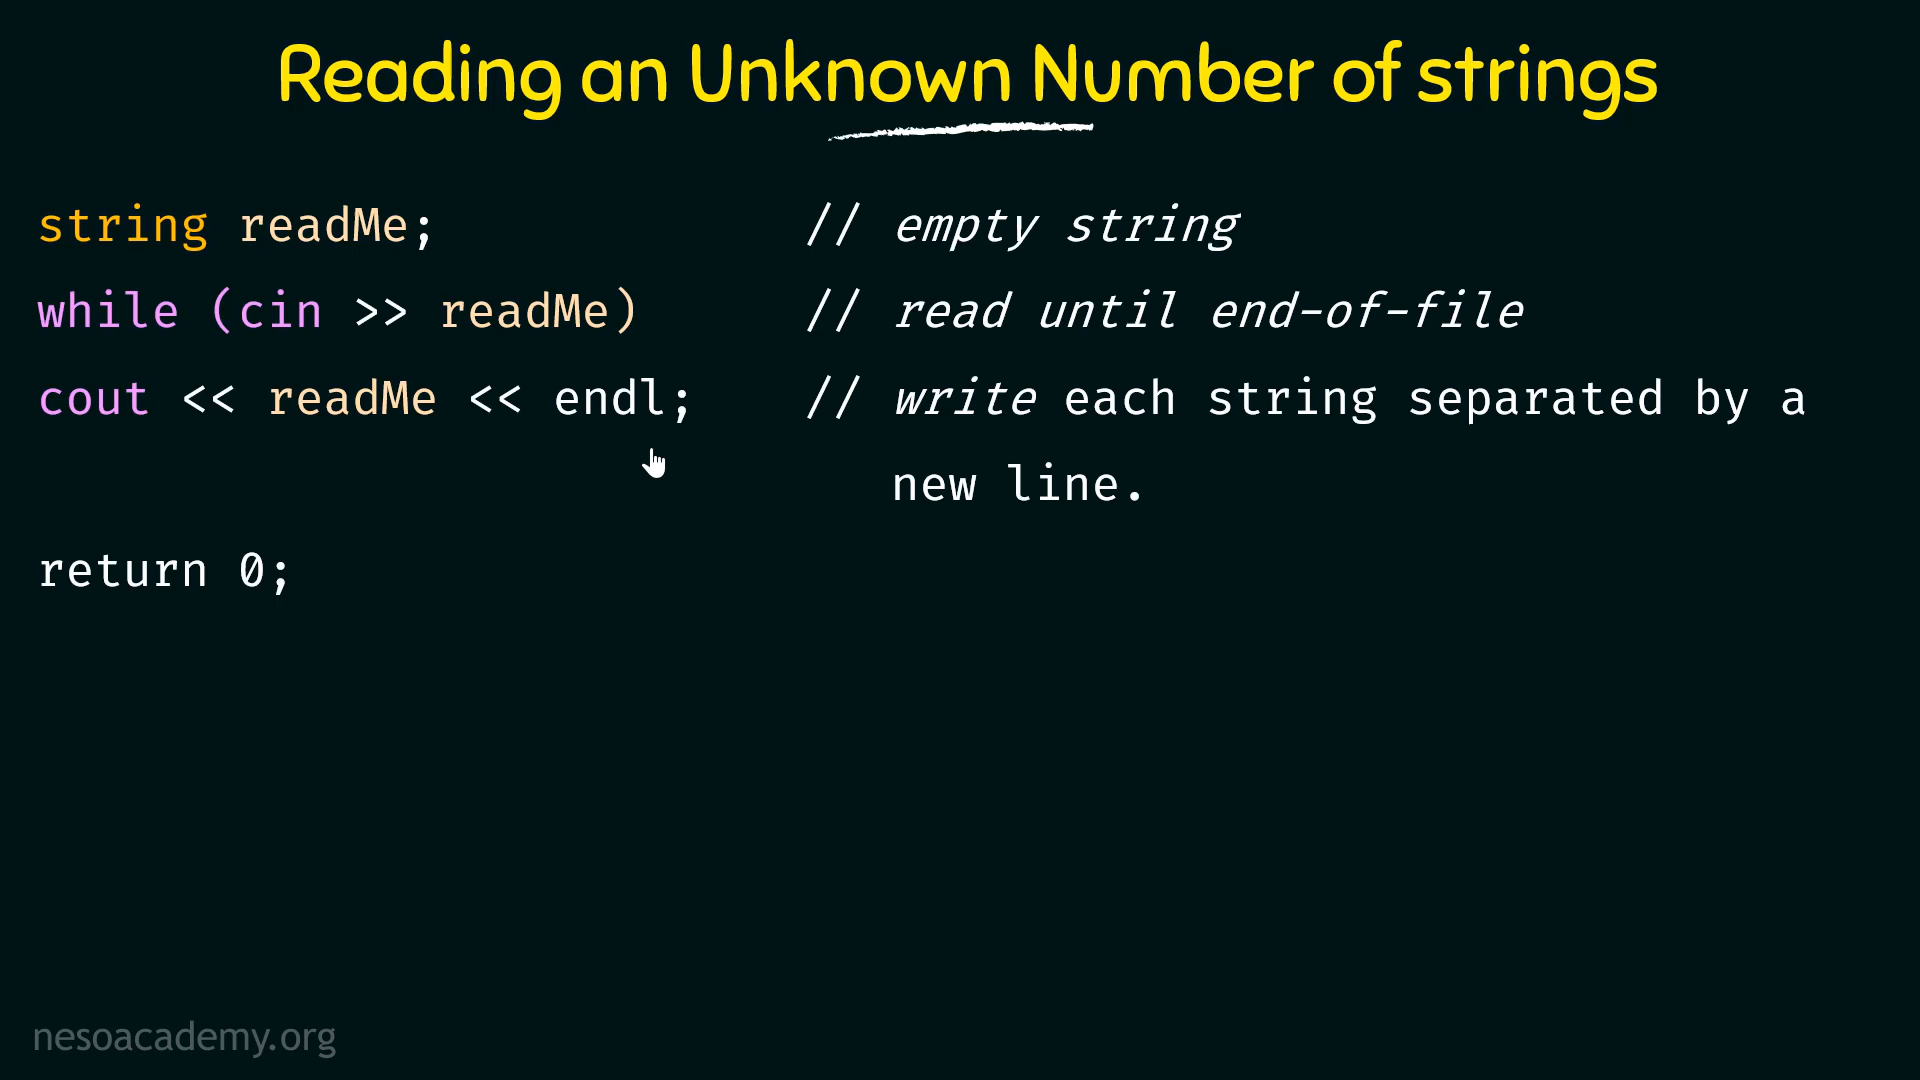 Reading an Unknown Number of strings
string readMe; // empty string
while (cin >> readMe) // read until end-of-file
cout << readMe << endl; // write each string separated by a
new line.
return 0;
nesoacademy.org